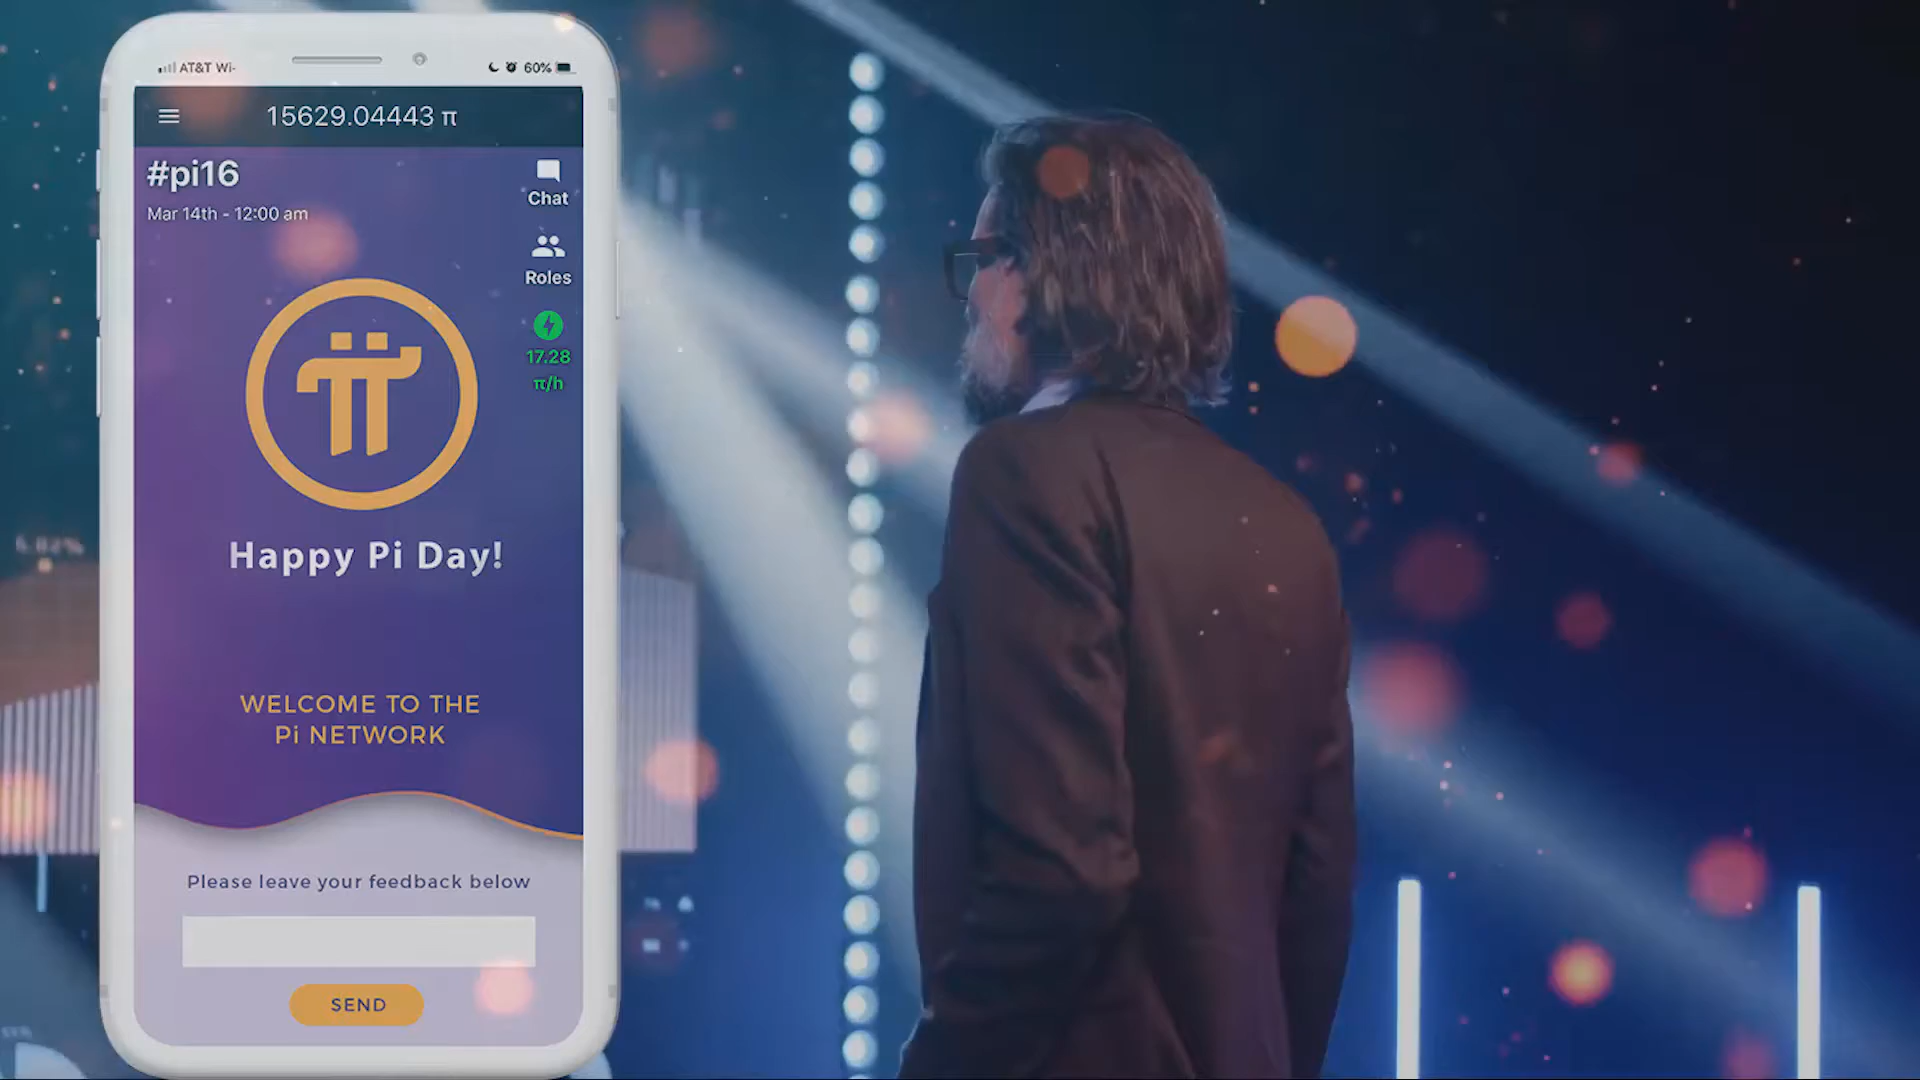 AT&T Wi-
60%
15629.04443 π
#pi16
Mar 14th - 12:00 am
Chat
Roles
17.28
π/h
Happy Pi Day!
WELCOME TO THE
Pi NETWORK
Please leave your feedback below
SEND